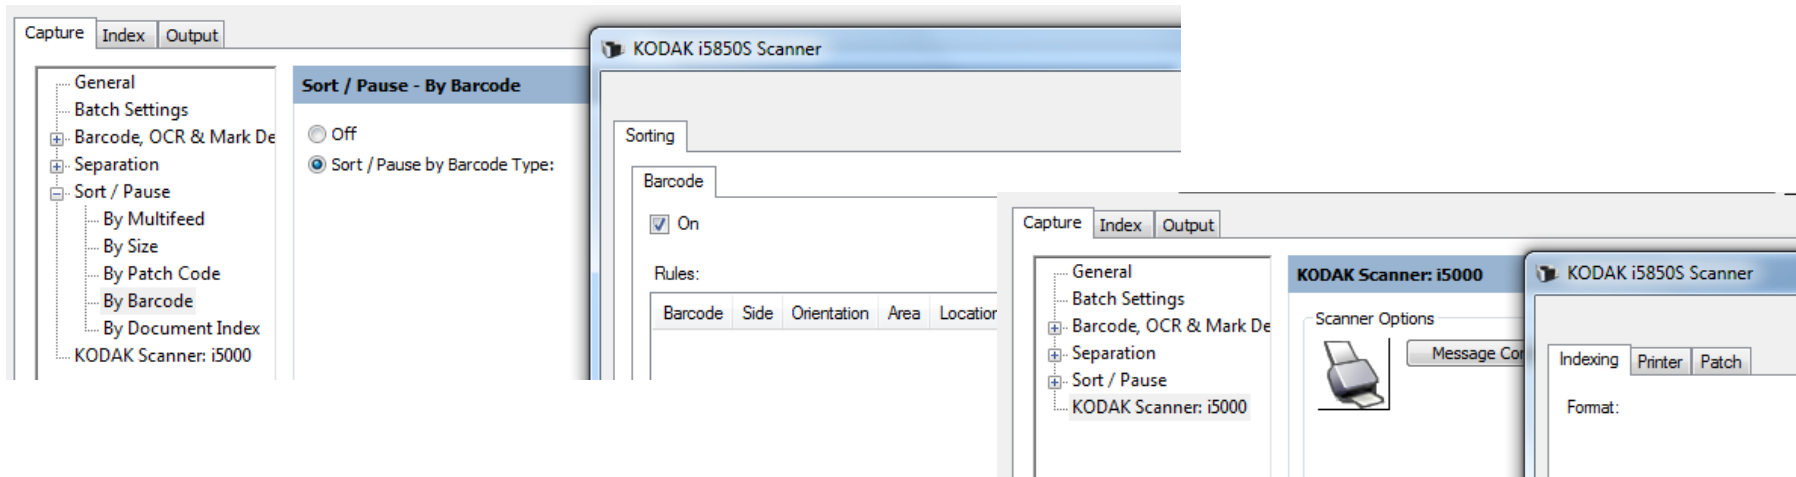 Capture Index Output
General
Batch Settings
Barcode, OCR & Mark De
Separation
Sort / Pause
By Multifeed
By Size
By Patch Code
By Barcode
By Document Index
KODAK Scanner: i5000
Sort / Pause - By Barcode
Off
Sort / Pause by Barcode Type:
KODAK i5850S Scanner
Sorting
Barcode
On
Rules:
Barcode Side Orientation Area Location
Capture Index Output
General
Batch Settings
Barcode, OCR & Mark De
Separation
Sort / Pause
KODAK Scanner: i5000
KODAK Scanner: i5000
Scanner Options
Message Cor
KODAK i5850S Scanner
Indexing Printer Patch
Format: